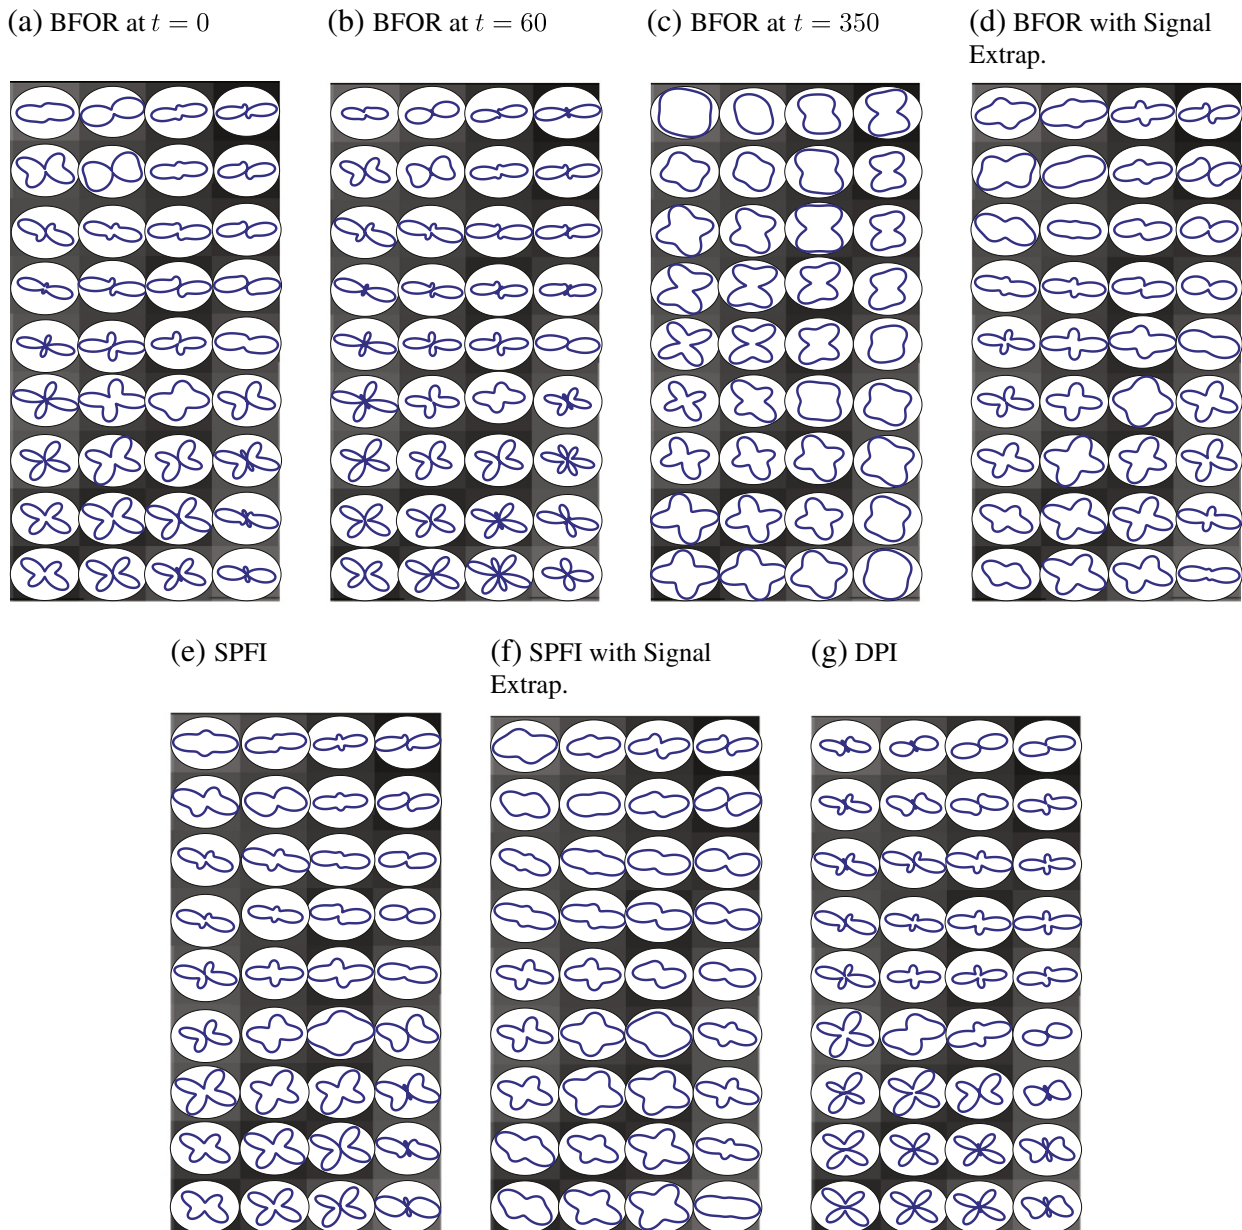 (a) BFOR at t = 0
(b) BFOR at t = 60
(c) BFOR at t = 350
(d) BFOR with Signal
Extrap.
(e) SPFI
(f) SPFI with Signal
Extrap.
(g) DPI